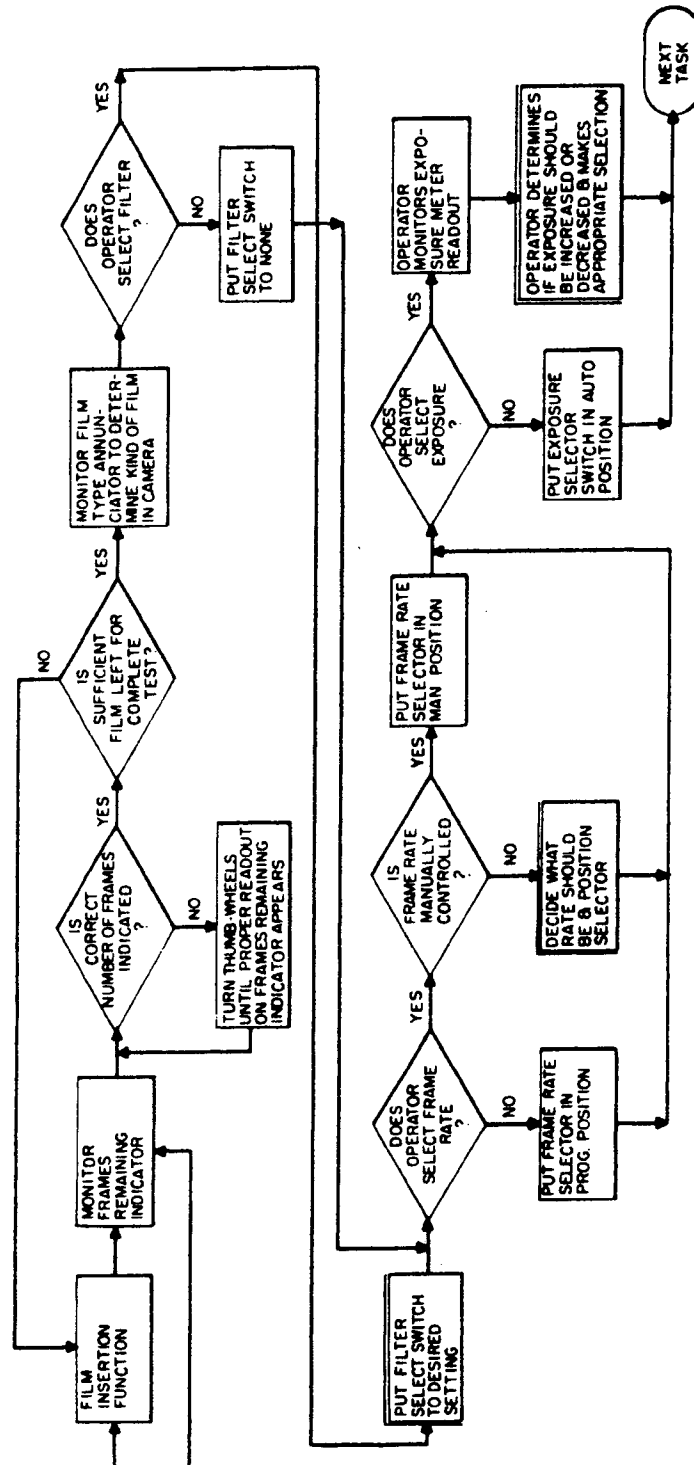 FILM
INSERTION
FUNCTION
MONITOR
FRAMES
REMAINING
INDICATOR
IS
CORRECT
NUMBER OF FRAMES
INDICATED
?
YES
NO
TURN THUMB-WHEELS
UNTIL PROPER READOUT
ON FRAMES REMAINING
INDICATOR APPEARS
IS
SUFFICIENT
FILM LEFT FOR
COMPLETE
TEST?
NO
YES
MONITOR FILM
TYPE ANNUN-
CIATOR TO DETER-
MINE KIND OF FILM
IN CAMERA
DOES
OPERATOR
SELECT FILTER
?
YES
NO
PUT FILTER
SELECT SWITCH
TO NONE
PUT FILTER
SELECT SWITCH
TO DESIRED
SETTING
DOES
OPERATOR
SELECT FRAME
RATE
?
YES
NO
PUT FRAME RATE
SELECTOR IN
PROG. POSITION
IS
FRAME RATE
MANUALLY
CONTROLLED
?
YES
NO
DECIDE WHAT
RATE SHOULD
BE & POSITION
SELECTOR
PUT FRAME RATE
SELECTOR IN
MAN POSITION
DOES
OPERATOR
SELECT
EXPOSURE
?
YES
NO
PUT EXPOSURE
SELECTOR
SWITCH IN AUTO
POSITION
OPERATOR
MONITORS EXPO-
SURE METER
READOUT
OPERATOR DETERMINES
IF EXPOSURE SHOULD
BE INCREASED OR
DECREASED & MAKES
APPROPRIATE SELECTION
NEXT
TASK